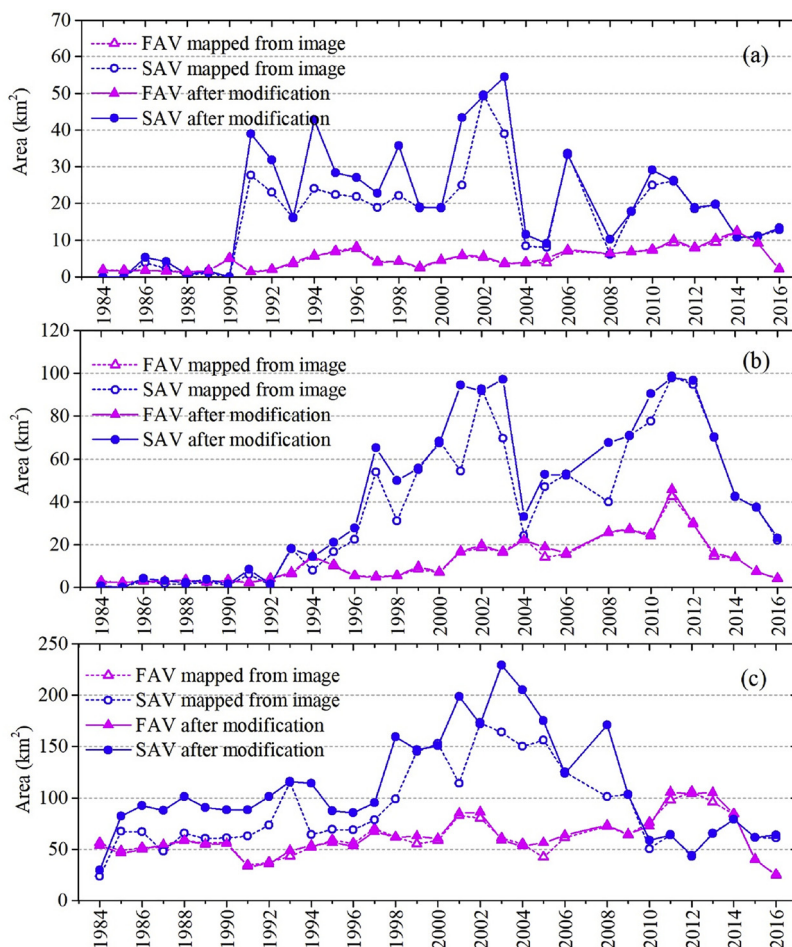 70
60
50
40
30
20
10
0
Area (km²)
FAV mapped from image
SAV mapped from image
FAV after modification
SAV after modification
(a)
1984 1986 1988 1990 1992 1994 1996 1998 2000 2002 2004 2006 2008 2010 2012 2014 2016
120
100
80
60
40
20
0
Area (km²)
FAV mapped from image
SAV mapped from image
FAV after modification
SAV after modification
(b)
1984 1986 1988 1990 1992 1994 1996 1998 2000 2002 2004 2006 2008 2010 2012 2014 2016
250
200
150
100
50
0
Area (km²)
FAV mapped from image
SAV mapped from image
FAV after modification
SAV after modification
(c)
1984 1986 1988 1990 1992 1994 1996 1998 2000 2002 2004 2006 2008 2010 2012 2014 2016